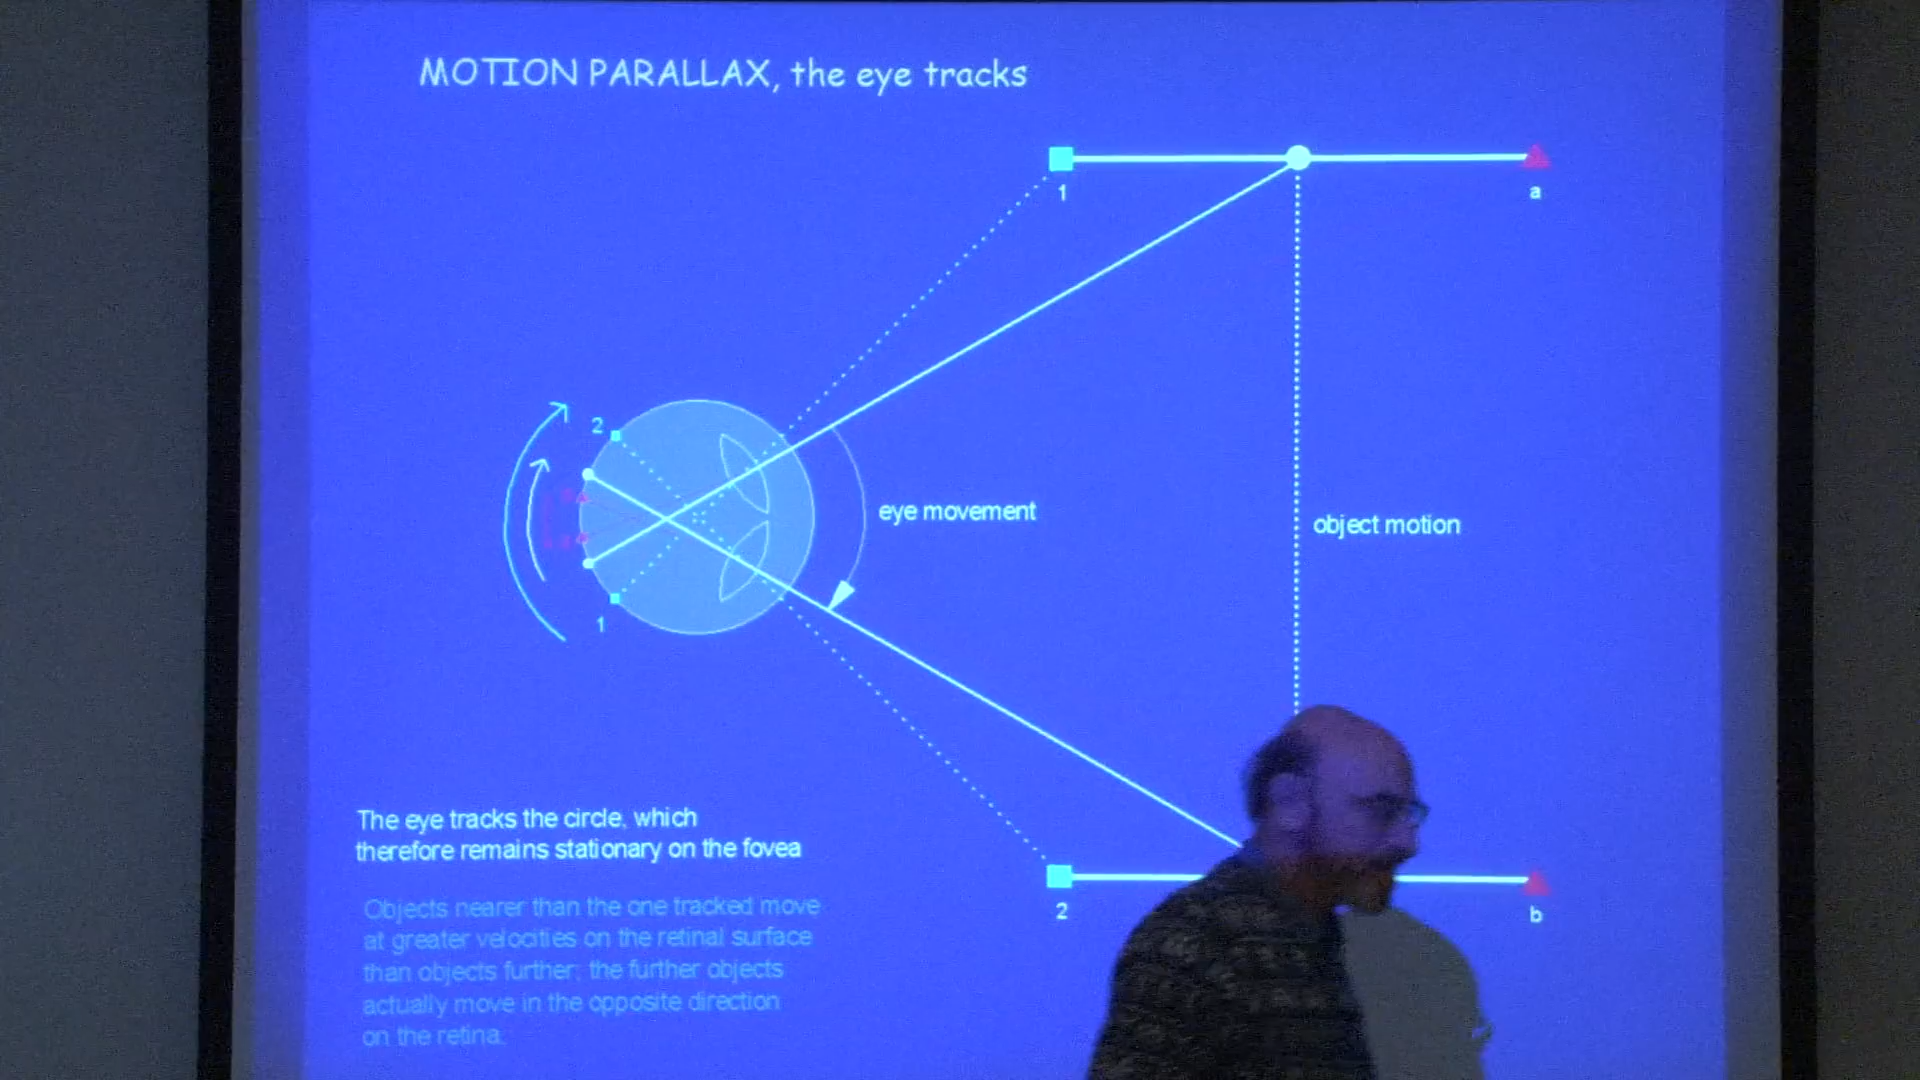 MOTION PARALLAX, the eye tracks
1
a
2
eye movement
object motion
1
The eye tracks the circle, which
therefore remains stationary on the fovea
2
b
Objects nearer than the one tracked move
at greater velocities on the retinal surface
than objects further; the further objects
actually move in the opposite direction
on the retina.